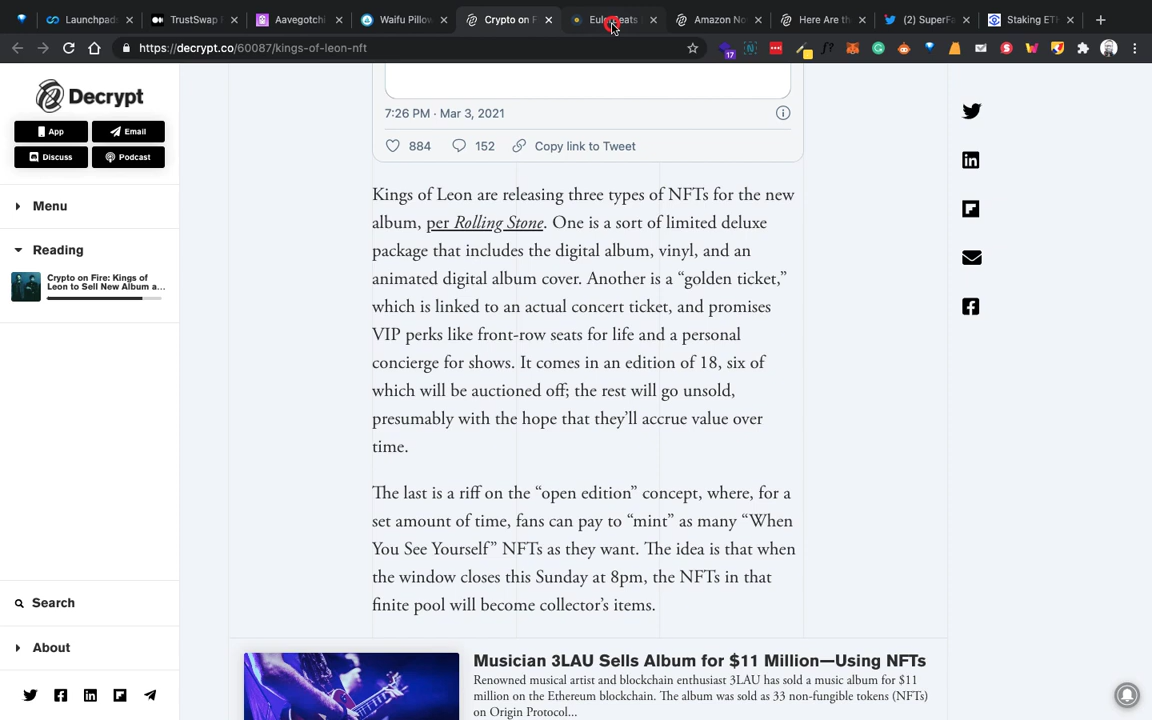 Launchpad
TrustSwap
Aavegotchi
Waifu Pillow
Crypto on F
Amazon No
Here Are th
(2) SuperFa
Staking ETH
https://decrypt.co/60087/kings-of-leon-nft
17
Decrypt
App
Email
Discuss
Podcast
Menu
Reading
Crypto on Fire: Kings of
Leon to Sell New Album a...
Search
About
7:26 PM · Mar 3, 2021
884
152
Copy link to Tweet
Kings of Leon are releasing three types of NFTs for the new
album, per Rolling Stone. One is a sort of limited deluxe
package that includes the digital album, vinyl, and an
animated digital album cover. Another is a “golden ticket,”
which is linked to an actual concert ticket, and promises
VIP perks like front-row seats for life and a personal
concierge for shows. It comes in an edition of 18, six of
which will be auctioned off; the rest will go unsold,
presumably with the hope that they’ll accrue value over
time.
The last is a riff on the “open edition” concept, where, for a
set amount of time, fans can pay to “mint” as many “When
You See Yourself” NFTs as they want. The idea is that when
the window closes this Sunday at 8pm, the NFTs in that
finite pool will become collector’s items.
Musician 3LAU Sells Album for $11 Million—Using NFTs
Renowned musical artist and blockchain enthusiast 3LAU has sold a music album for $11
million on the Ethereum blockchain. The album was sold as 33 non-fungible tokens (NFTs)
on Origin Protocol...